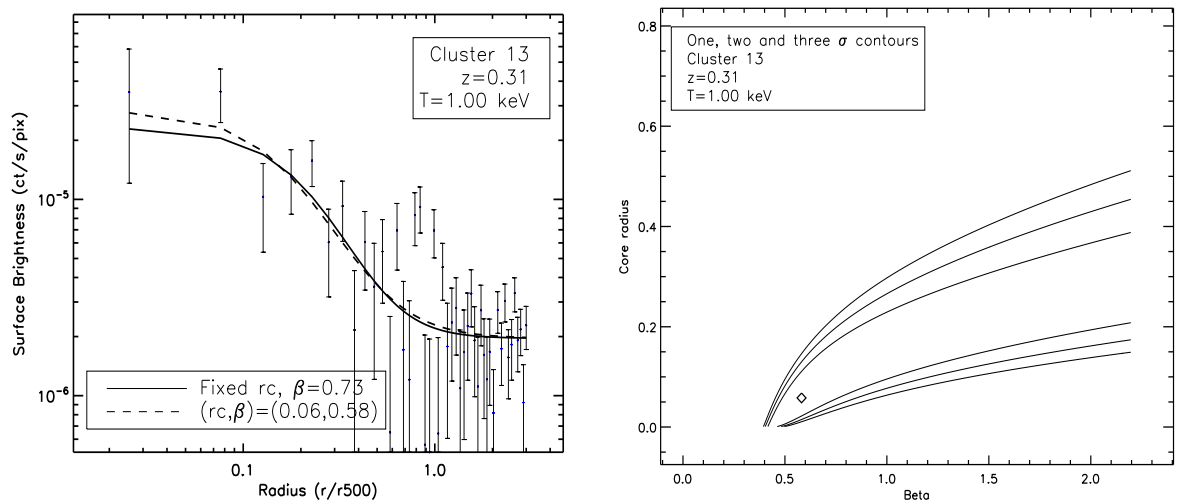 Cluster 13
z=0.31
T=1.00 keV
Surface Brightness (ct/s/pix)
10⁻⁵
10⁻⁶
Fixed rc, β=0.73
(rc,β)=(0.06,0.58)
0.1
1.0
Radius (r/r500)
One, two and three σ contours
Cluster 13
z=0.31
T=1.00 keV
Core radius
0.8
0.6
0.4
0.2
0.0
0.0
0.5
1.0
1.5
2.0
Beta